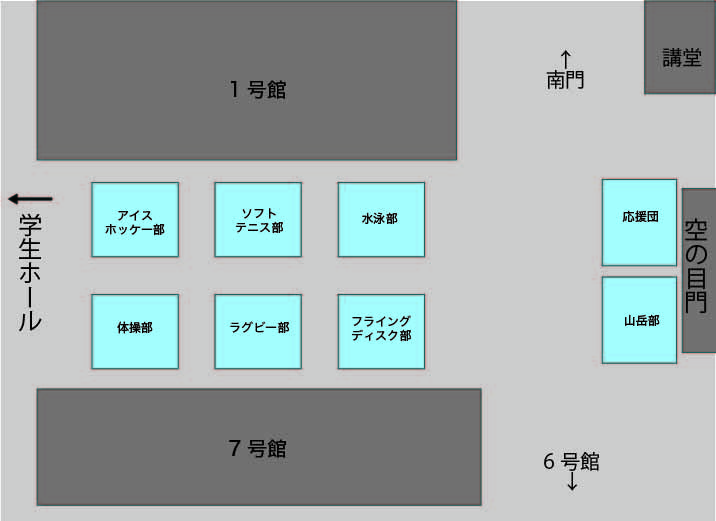 1号館
↑
南門
講堂
←
学生ホール
アイス
ホッケー部
ソフト
テニス部
水泳部
応援団
空の目門
体操部
ラグビー部
フライング
ディスク部
山岳部
7号館
6号館
↓